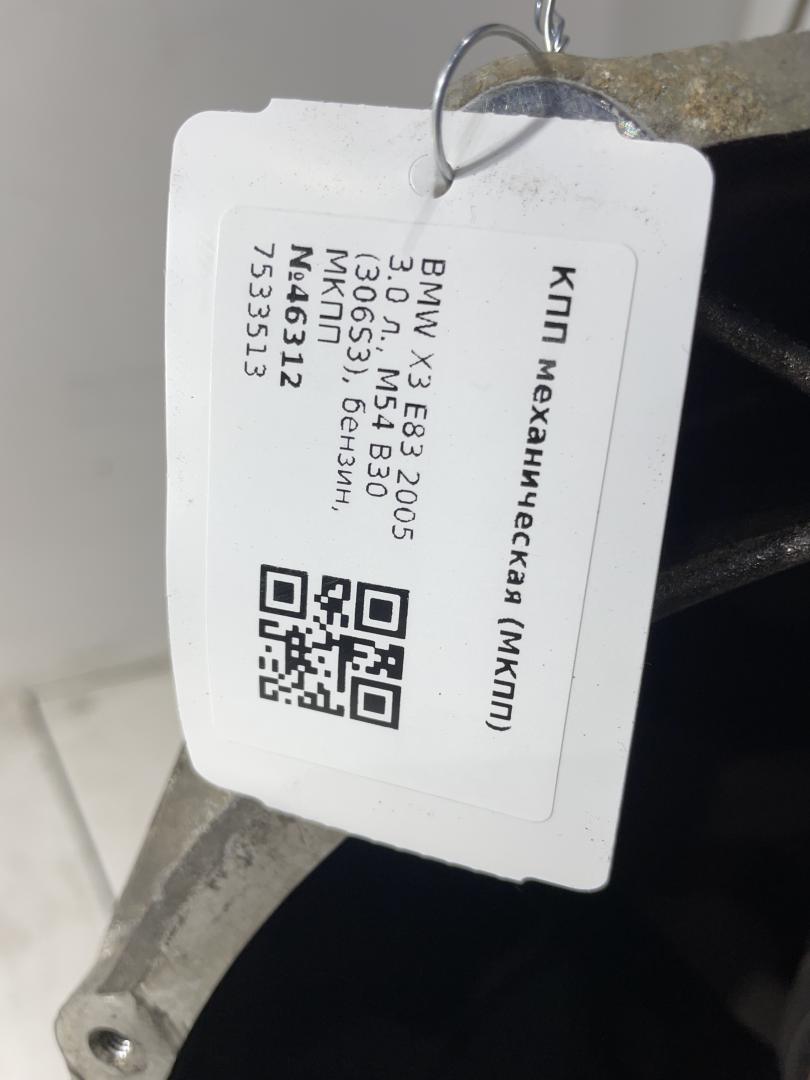 КПП механическая (МКПП)
BMW X3 E83 2005
3.0 л., M54 B30
(306S3), бензин,
МКПП
№46312
7533513